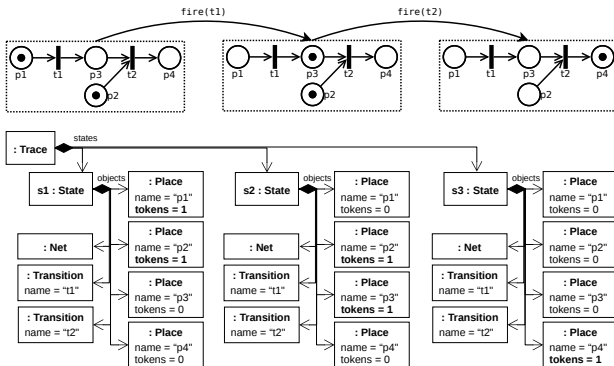 fire(t1)
fire(t2)
p1
t1
p3
t2
p4
p2
p1
t1
p3
t2
p4
p2
p1
t1
p3
t2
p4
p2
: Trace
states
s1 : State
objects
: Place
name = "p1"
tokens = 1
: Net
: Place
name = "p2"
tokens = 1
: Transition
name = "t1"
: Place
name = "p3"
tokens = 0
: Transition
name = "t2"
: Place
name = "p4"
tokens = 0
s2 : State
objects
: Place
name = "p1"
tokens = 0
: Net
: Place
name = "p2"
tokens = 1
: Transition
name = "t1"
: Place
name = "p3"
tokens = 1
: Transition
name = "t2"
: Place
name = "p4"
tokens = 0
s3 : State
objects
: Place
name = "p1"
tokens = 0
: Net
: Place
name = "p2"
tokens = 0
: Transition
name = "t1"
: Place
name = "p3"
tokens = 0
: Transition
name = "t2"
: Place
name = "p4"
tokens = 1